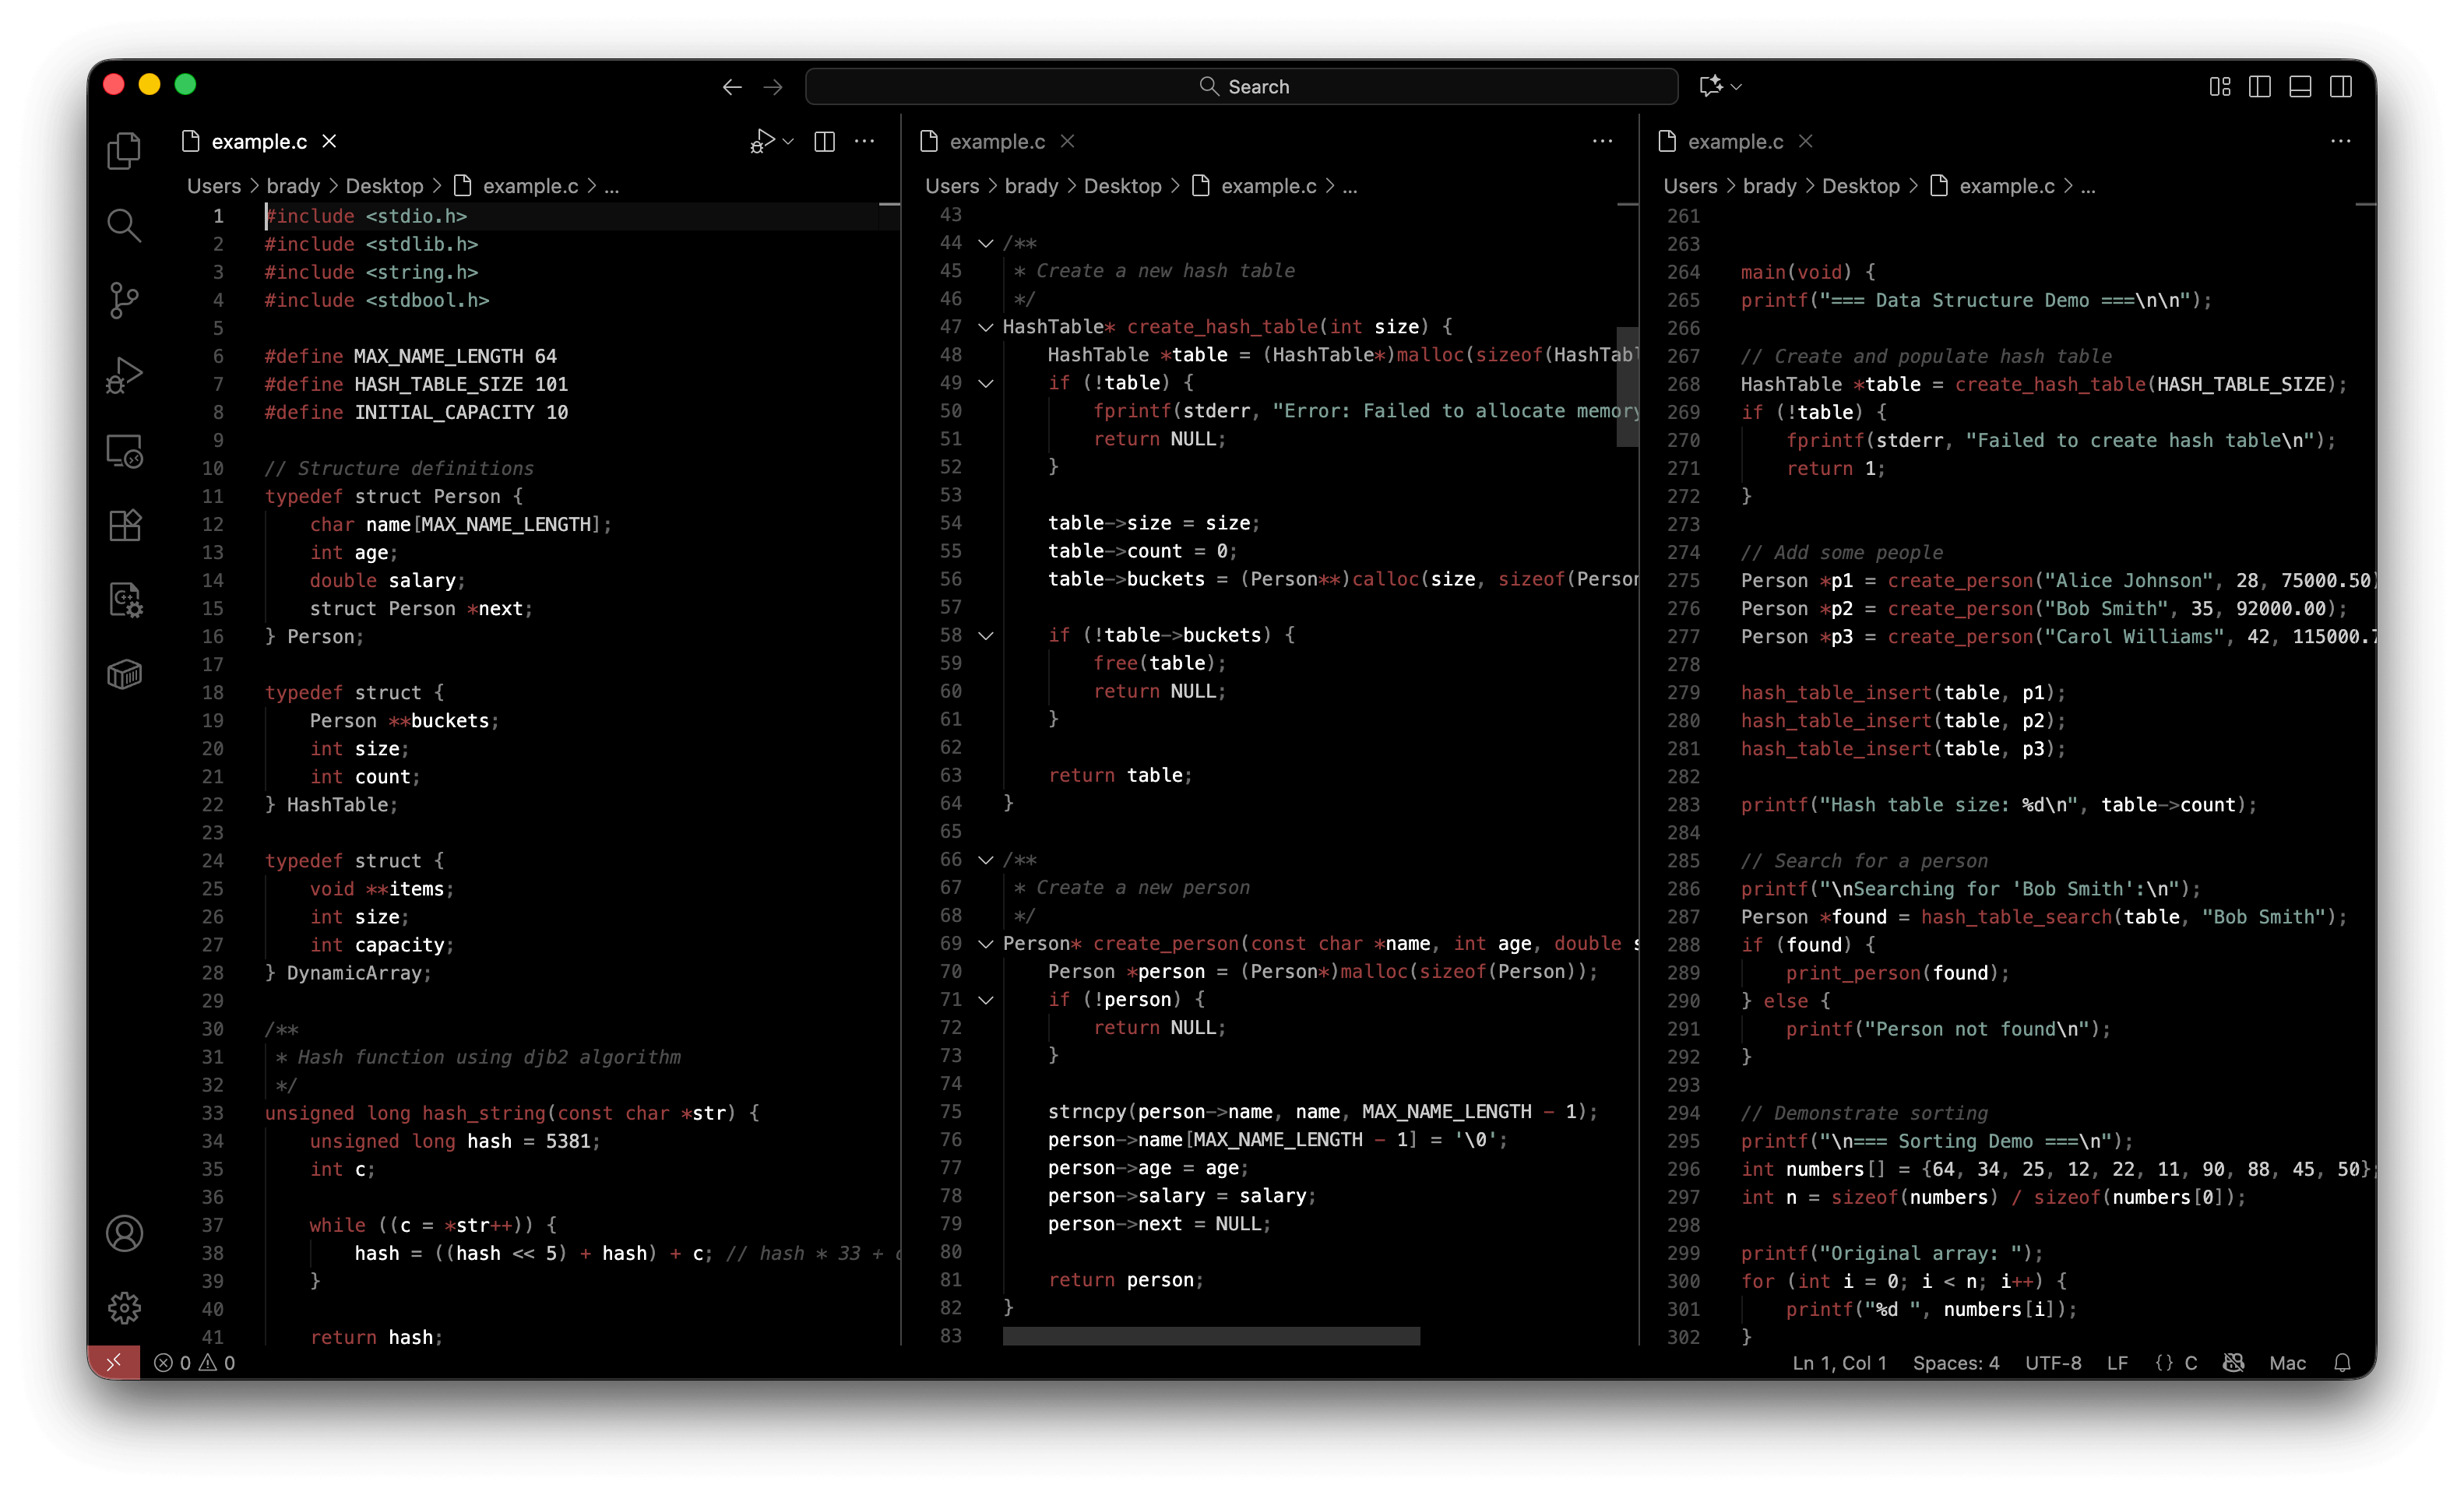 Search
example.c
Users > brady > Desktop > example.c > ...
1 #include <stdio.h>
2 #include <stdlib.h>
3 #include <string.h>
4 #include <stdbool.h>
5
6 #define MAX_NAME_LENGTH 64
7 #define HASH_TABLE_SIZE 101
8 #define INITIAL_CAPACITY 10
9
10 // Structure definitions
11 typedef struct Person {
12     char name[MAX_NAME_LENGTH];
13     int age;
14     double salary;
15     struct Person *next;
16 } Person;
17
18 typedef struct {
19     Person **buckets;
20     int size;
21     int count;
22 } HashTable;
23
24 typedef struct {
25     void **items;
26     int size;
27     int capacity;
28 } DynamicArray;
29
30 /**
31  * Hash function using djb2 algorithm
32  */
33 unsigned long hash_string(const char *str) {
34     unsigned long hash = 5381;
35     int c;
36
37     while ((c = *str++)) {
38         hash = ((hash << 5) + hash) + c; // hash * 33 +
39     }
40
41     return hash;
example.c
Users > brady > Desktop > example.c > ...
43
44 /**
45  * Create a new hash table
46  */
47 HashTable* create_hash_table(int size) {
48     HashTable *table = (HashTable*)malloc(sizeof(HashTabl
49     if (!table) {
50         fprintf(stderr, "Error: Failed to allocate memory
51         return NULL;
52     }
53
54     table->size = size;
55     table->count = 0;
56     table->buckets = (Person**)calloc(size, sizeof(Person
57
58     if (!table->buckets) {
59         free(table);
60         return NULL;
61     }
62
63     return table;
64 }
65
66 /**
67  * Create a new person
68  */
69 Person* create_person(const char *name, int age, double s
70     Person *person = (Person*)malloc(sizeof(Person));
71     if (!person) {
72         return NULL;
73     }
74
75     strncpy(person->name, name, MAX_NAME_LENGTH - 1);
76     person->name[MAX_NAME_LENGTH - 1] = '\0';
77     person->age = age;
78     person->salary = salary;
79     person->next = NULL;
80
81     return person;
82 }
83
example.c
Users > brady > Desktop > example.c > ...
261
263
264 main(void) {
265 printf("=== Data Structure Demo ===\n\n");
266
267 // Create and populate hash table
268 HashTable *table = create_hash_table(HASH_TABLE_SIZE);
269 if (!table) {
270     fprintf(stderr, "Failed to create hash table\n");
271     return 1;
272 }
273
274 // Add some people
275 Person *p1 = create_person("Alice Johnson", 28, 75000.50)
276 Person *p2 = create_person("Bob Smith", 35, 92000.00);
277 Person *p3 = create_person("Carol Williams", 42, 115000.7
278
279 hash_table_insert(table, p1);
280 hash_table_insert(table, p2);
281 hash_table_insert(table, p3);
282
283 printf("Hash table size: %d\n", table->count);
284
285 // Search for a person
286 printf("\nSearching for 'Bob Smith':\n");
287 Person *found = hash_table_search(table, "Bob Smith");
288 if (found) {
289     print_person(found);
290 } else {
291     printf("Person not found\n");
292 }
293
294 // Demonstrate sorting
295 printf("\n=== Sorting Demo ===\n");
296 int numbers[] = {64, 34, 25, 12, 22, 11, 90, 88, 45, 50};
297 int n = sizeof(numbers) / sizeof(numbers[0]);
298
299 printf("Original array: ");
300 for (int i = 0; i < n; i++) {
301     printf("%d ", numbers[i]);
302 }
0 0
Ln 1, Col 1 Spaces: 4 UTF-8 LF {} C Mac